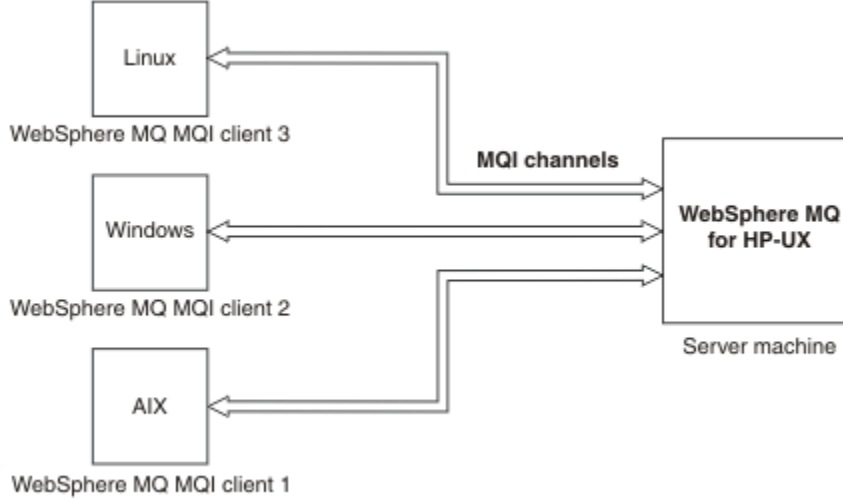 Linux
WebSphere MQ MQI client 3
MQI channels
WebSphere MQ
for HP-UX
Windows
WebSphere MQ MQI client 2
Server machine
AIX
WebSphere MQ MQI client 1